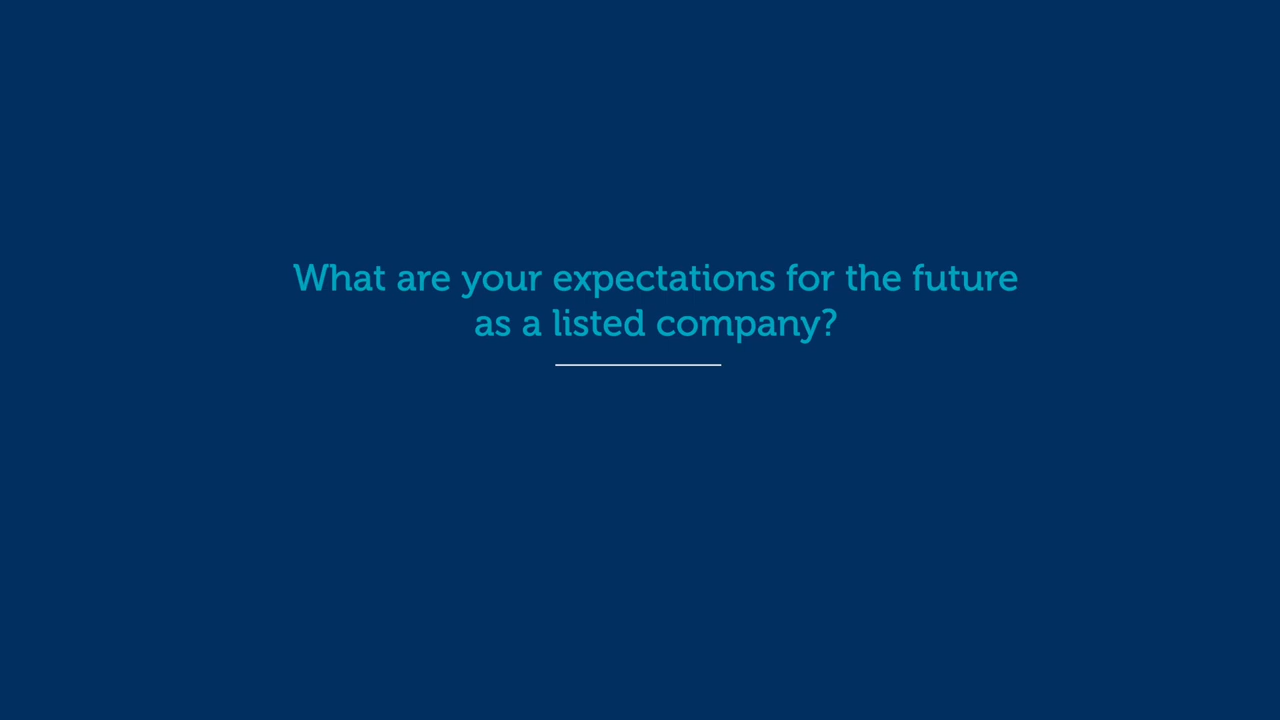 What are your expectations for the future
as a listed company?